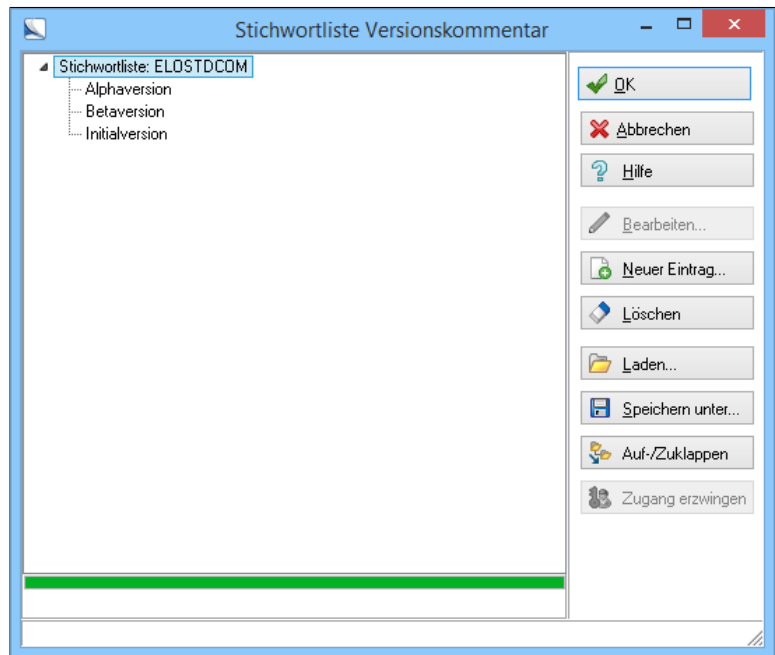 Stichwortliste Versionskommentar
Stichwortliste: ELOSTDCOM
Alphaversion
Betaversion
Initialversion
OK
Abbrechen
Hilfe
Bearbeiten...
Neuer Eintrag...
Löschen
Laden...
Speichern unter...
Auf-/Zuklappen
Zugang erzwingen